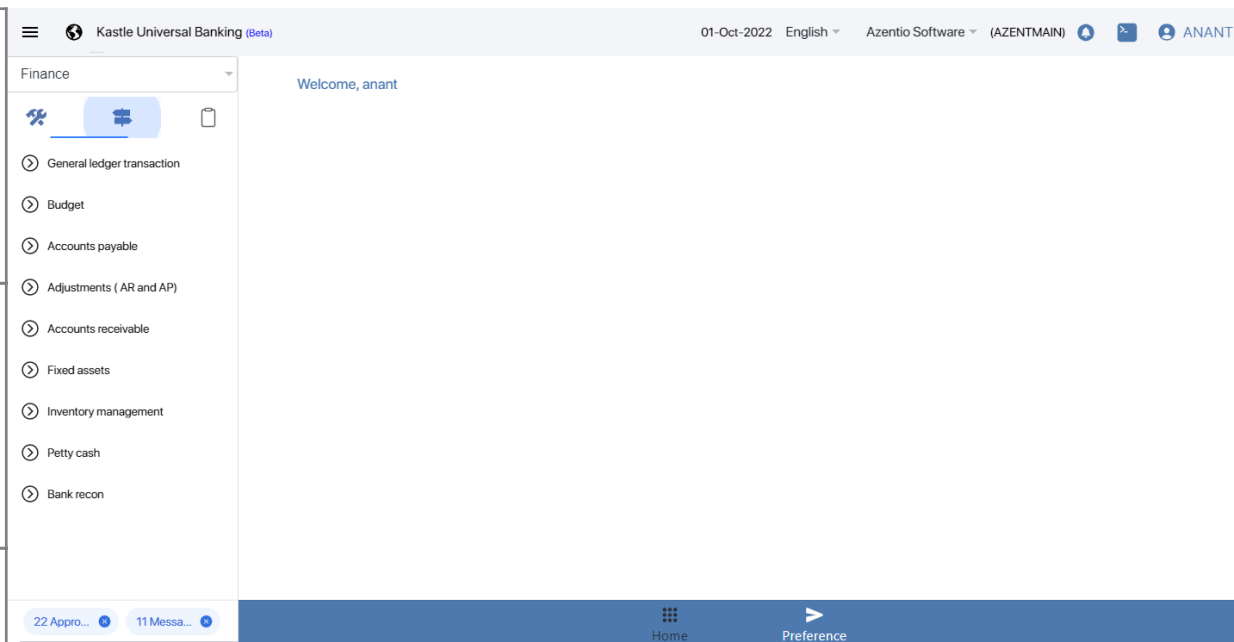 Kastle Universal Banking (Beta) 01-Oct-2022 English Azentio Software (AZENTMAIN) ANANT
Finance
Welcome, anant
General ledger transaction
Budget
Accounts payable
Adjustments ( AR and AP)
Accounts receivable
Fixed assets
Inventory management
Petty cash
Bank recon
22 Appro... 11 Messa...
Home Preference